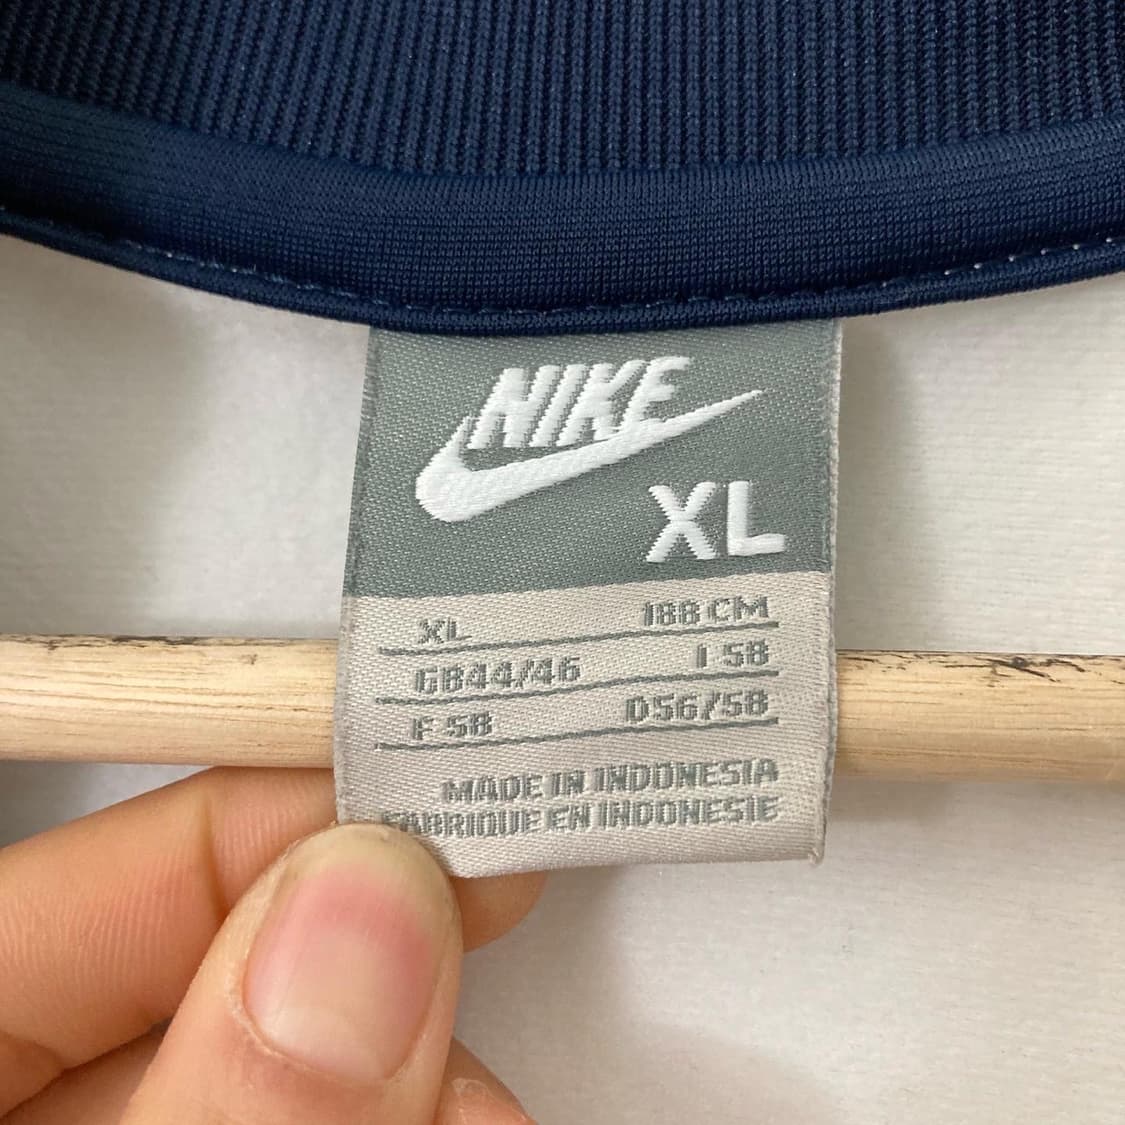 NIKE
XL
XL 188 CM
GB44/46 I 58
F 58 D56/58
MADE IN INDONESIA
FABRIQUE EN INDONESIE